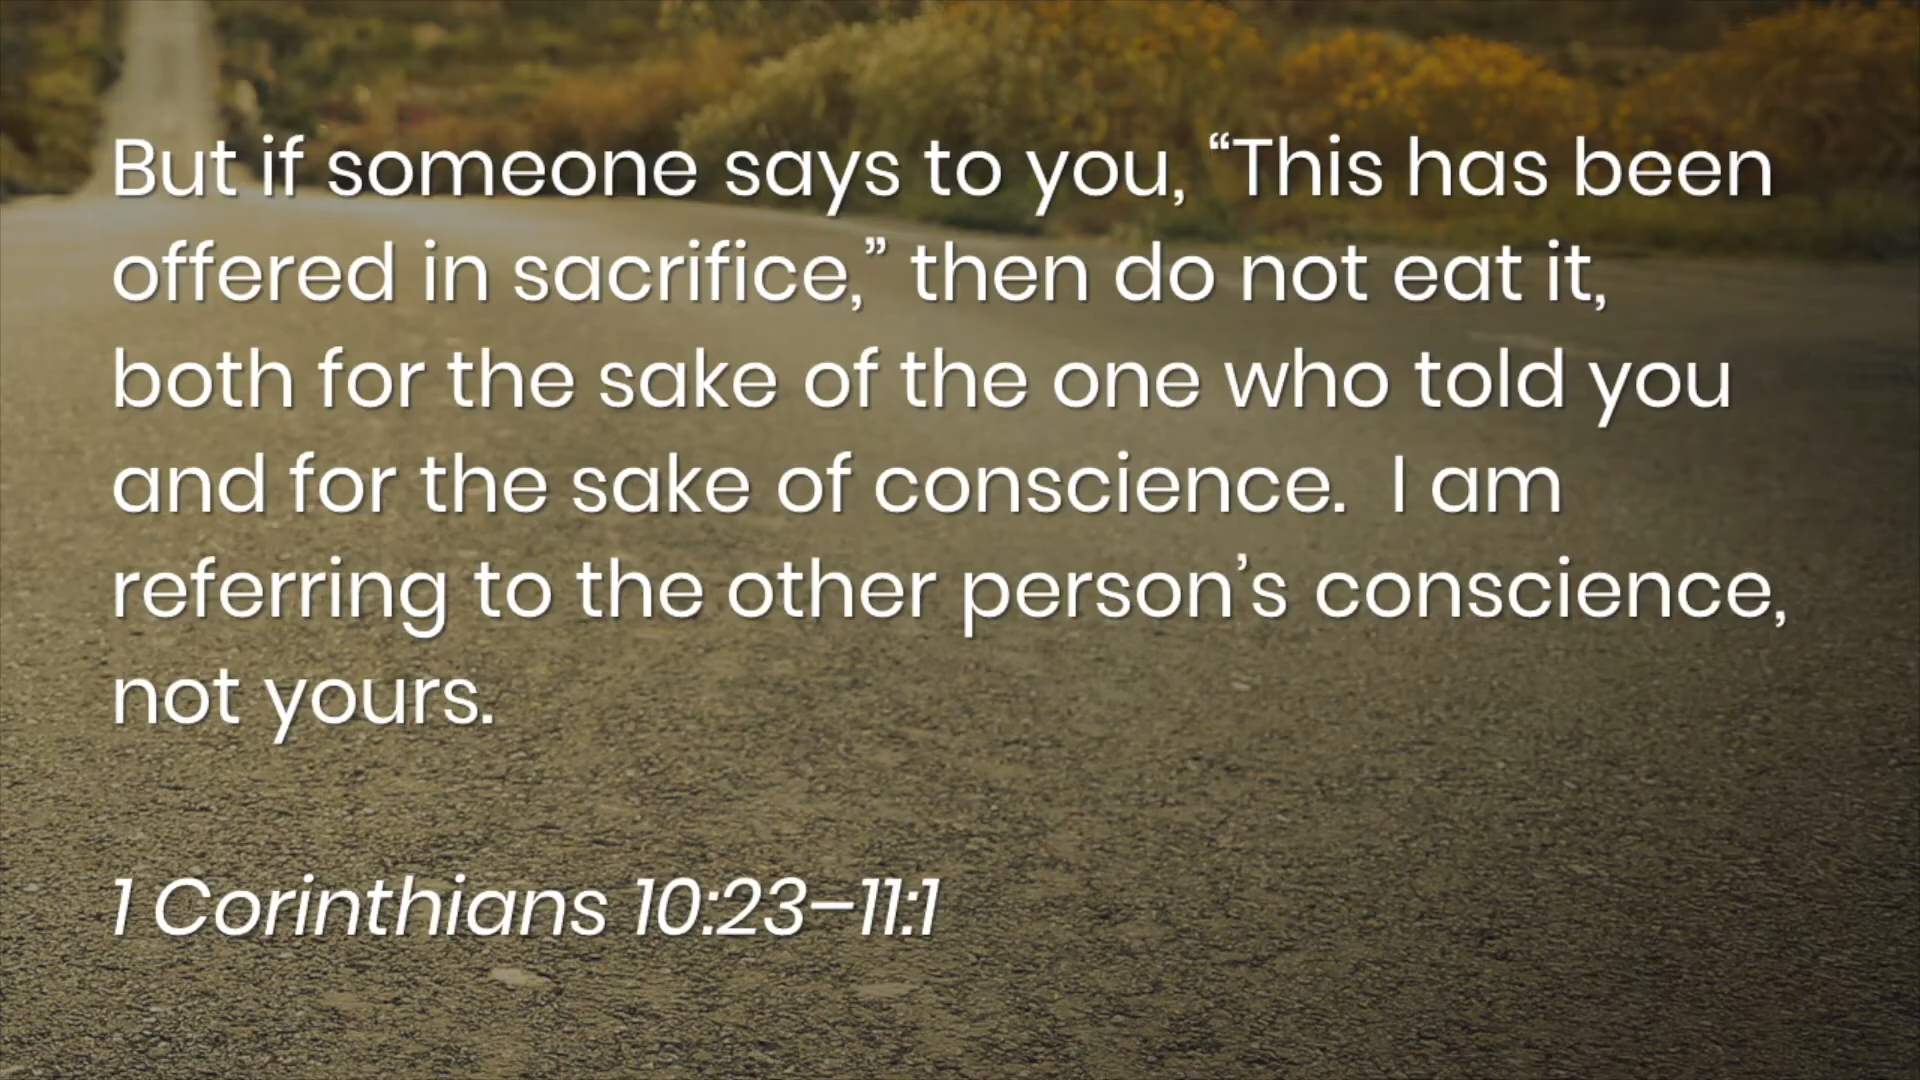 But if someone says to you, “This has been
offered in sacrifice,” then do not eat it,
both for the sake of the one who told you
and for the sake of conscience.  I am
referring to the other person’s conscience,
not yours.
1 Corinthians 10:23–11:1